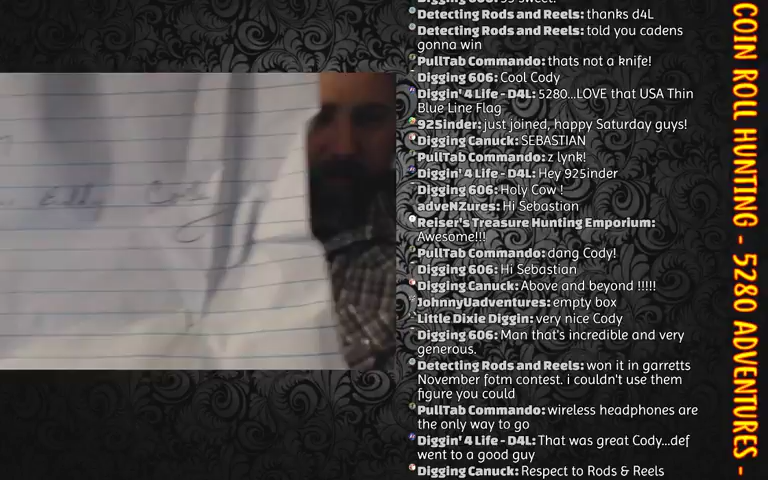 Detecting Rods and Reels: thanks d4L
Detecting Rods and Reels: told you cadens
gonna win
PullTab Commando: thats not a knife!
Digging 606: Cool Cody
Diggin' 4 Life - D4L: 5280...LOVE that USA Thin
Blue Line Flag
925inder: just joined, happy Saturday guys!
Digging Canuck: SEBASTIAN
PullTab Commando: z lynk!
Diggin' 4 Life - D4L: Hey 925inder
Digging 606: Holy Cow !
adveNZures: Hi Sebastian
Reiser's Treasure Hunting Emporium:
Awesome!!!
PullTab Commando: dang Cody!
Digging 606: Hi Sebastian
Digging Canuck: Above and beyond !!!!!
JohnnyUadventures: empty box
Little Dixie Diggin: very nice Cody
Digging 606: Man that's incredible and very
generous.
Detecting Rods and Reels: won it in garretts
November fotm contest. i couldn't use them
figure you could
PullTab Commando: wireless headphones are
the only way to go
Diggin' 4 Life - D4L: That was great Cody...def
went to a good guy
Digging Canuck: Respect to Rods & Reels
COIN ROLL HUNTING - 5280 ADVENTURES -